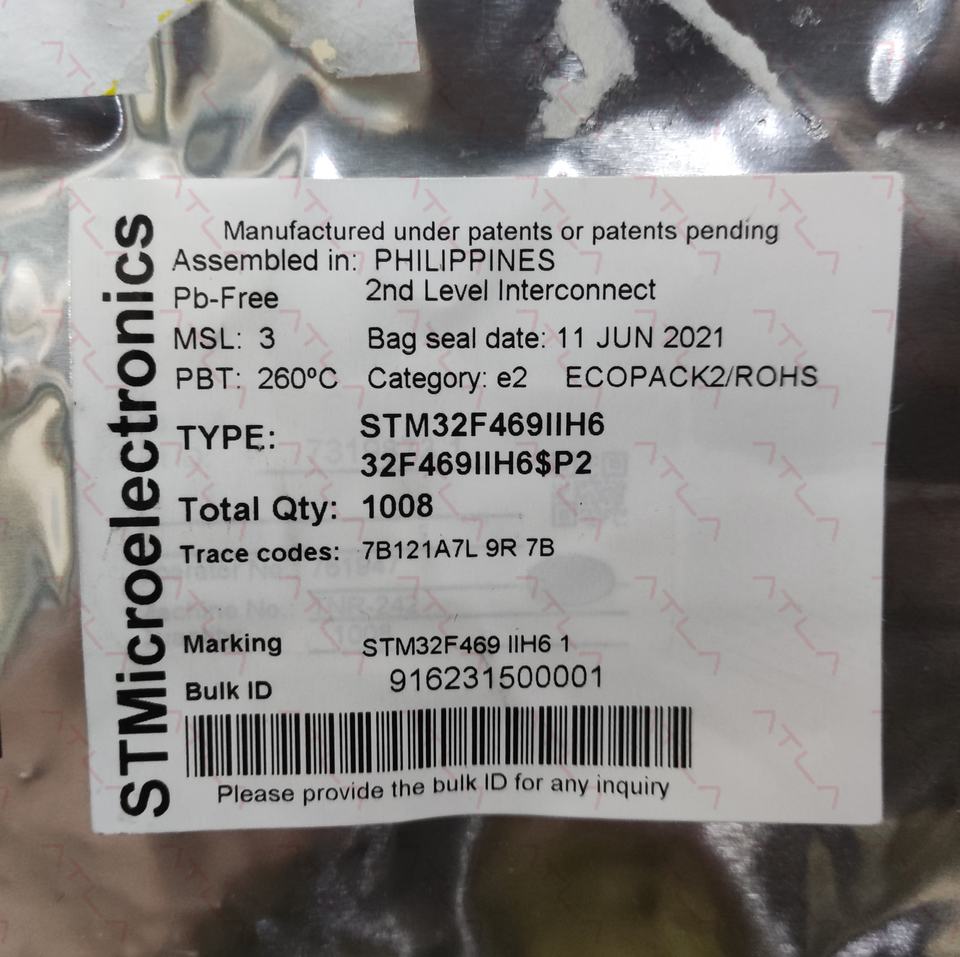 STMicroelectronics
Manufactured under patents or patents pending
Assembled in: PHILIPPINES
Pb-Free 2nd Level Interconnect
MSL: 3 Bag seal date: 11 JUN 2021
PBT: 260ºC Category: e2 ECOPACK2/ROHS
TYPE: STM32F469IIH6
32F469IIH6$P2
Total Qty: 1008
Trace codes: 7B121A7L 9R 7B
Marking STM32F469 IIH6 1
Bulk ID 916231500001
Please provide the bulk ID for any inquiry